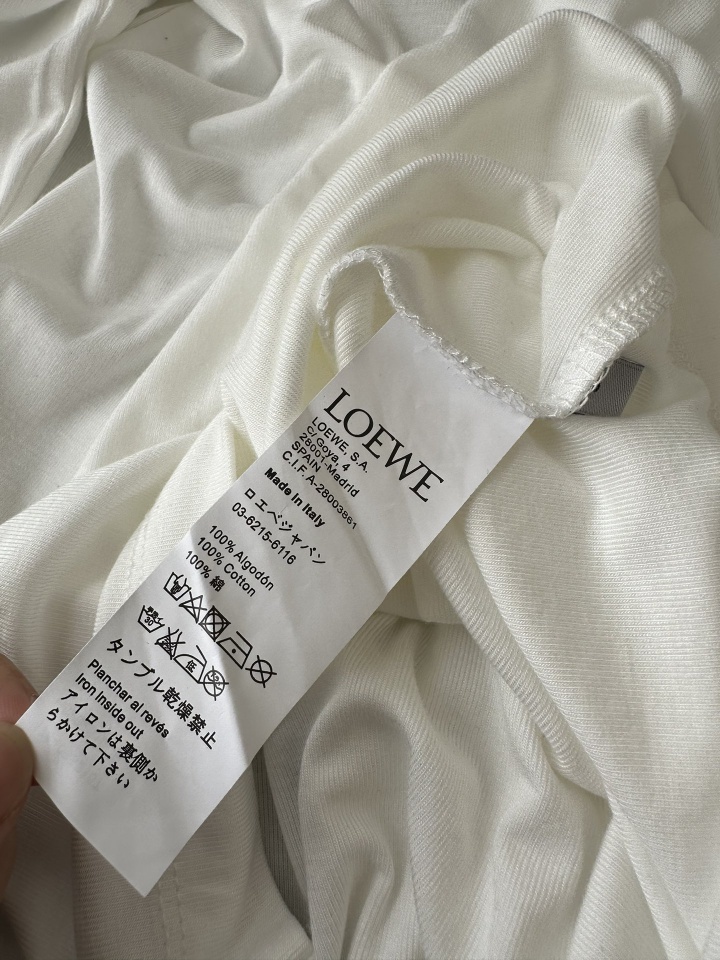 LOEWE
LOEWE, S.A.
C/ Goya, 4
28001-Madrid
SPAIN
C.I.F. A-28003861
Made in Italy
ロエベジャパン
03-6215-6116
100% Algodón
100% Cotton
100% 綿
タンブル乾燥禁止
Planchar al revés
Iron inside out
アイロンは裏側か
らかけて下さい